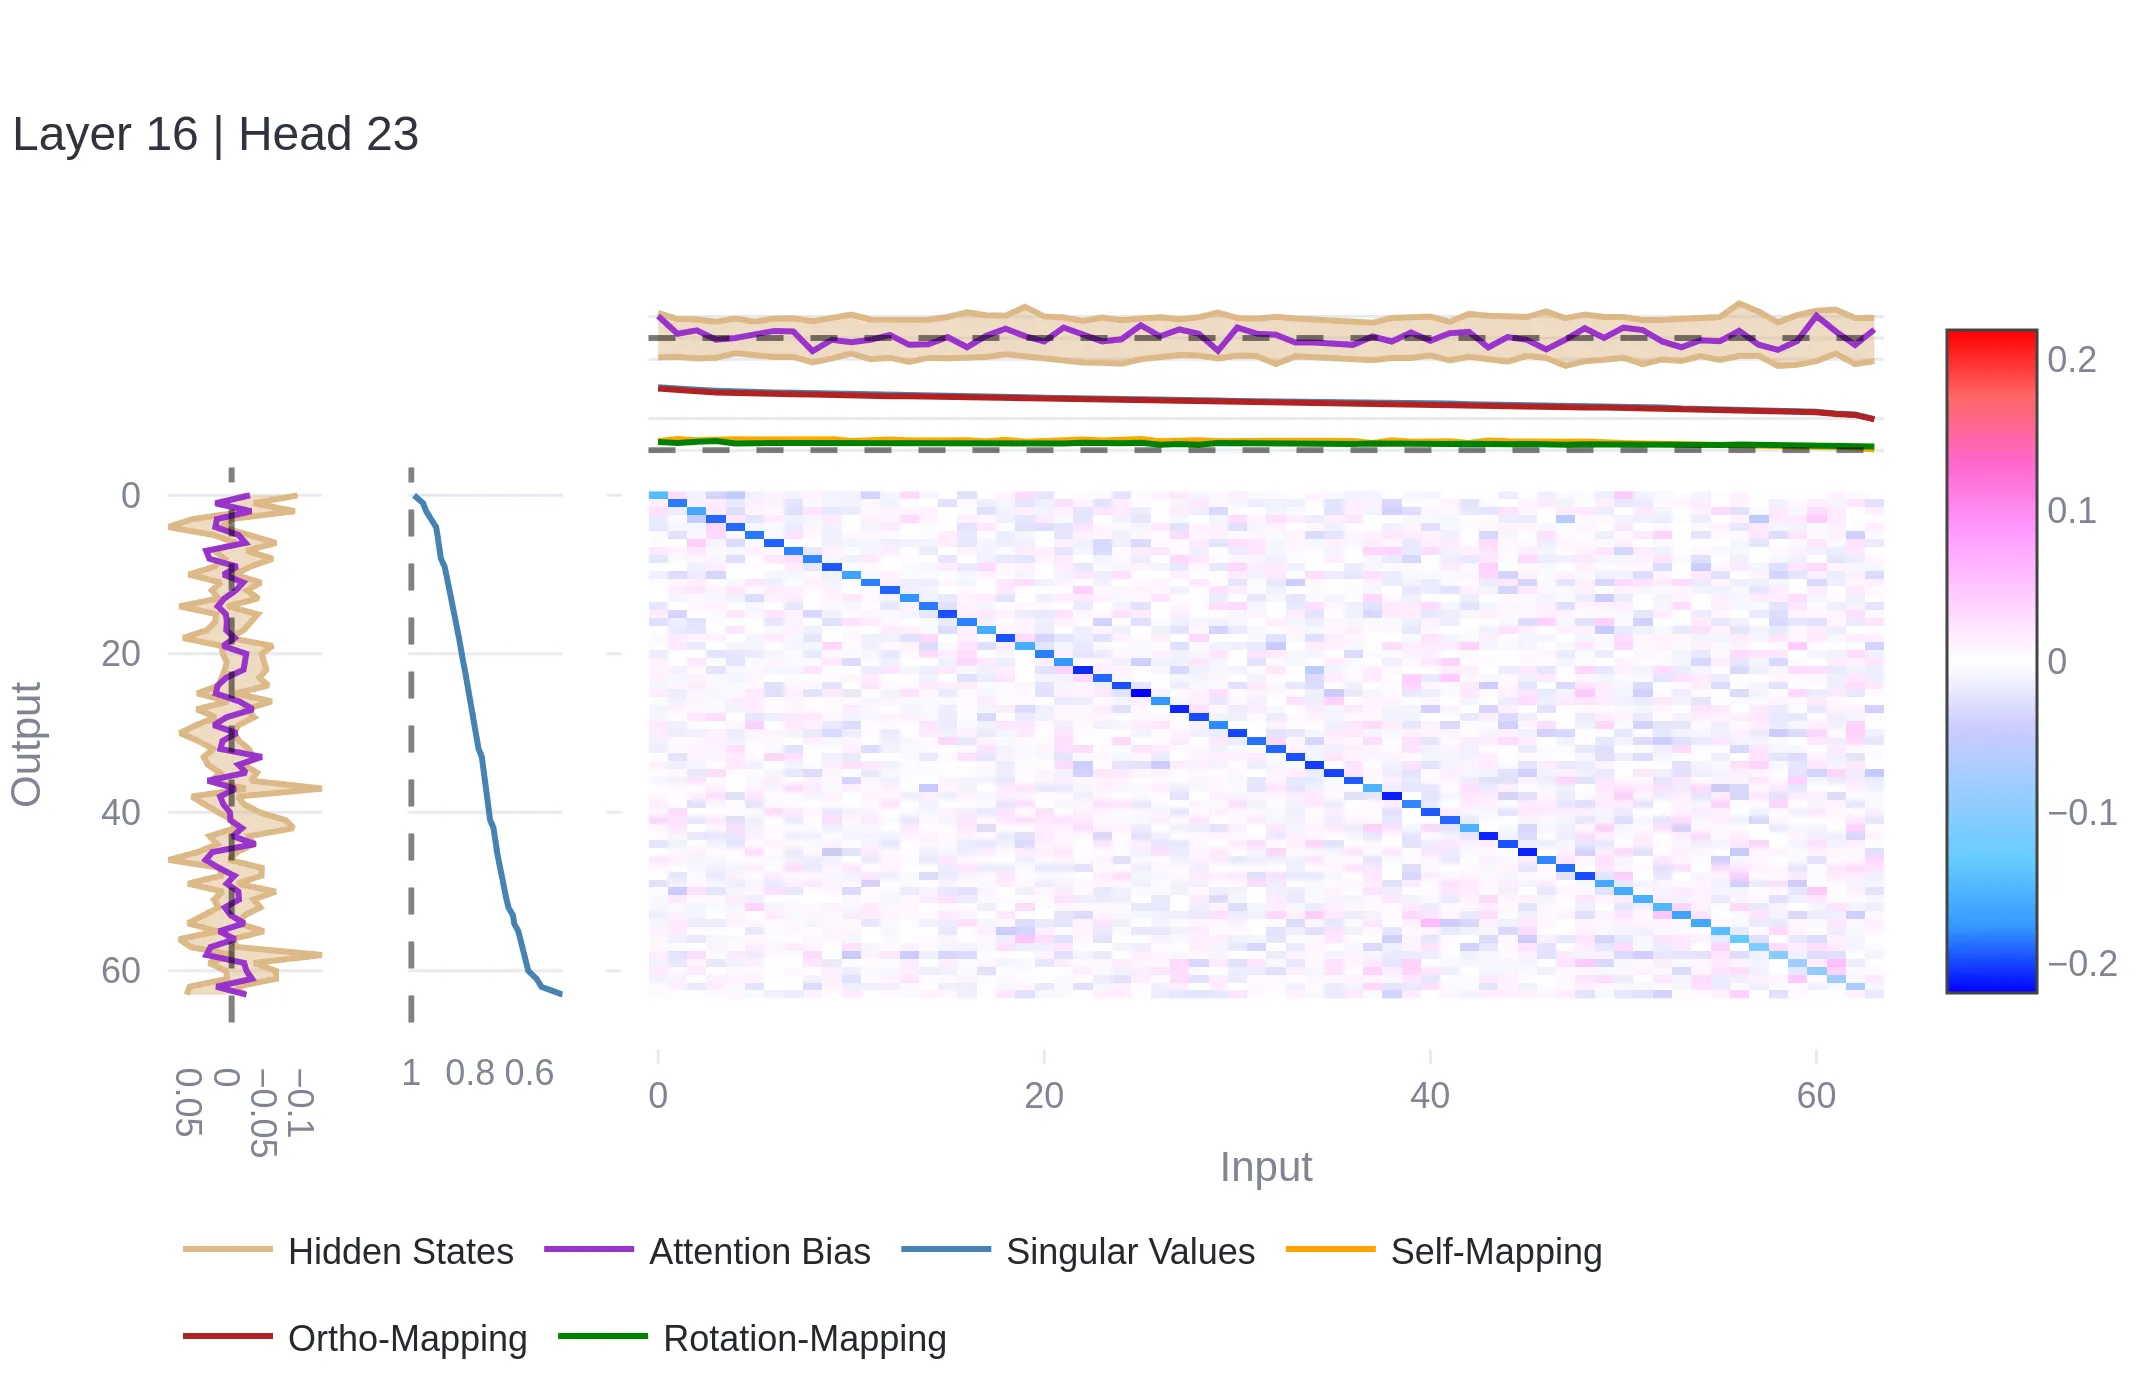 Layer 16 | Head 23
0
20
40
60
Output
0.05
0
−0.05
−0.1
1
0.8
0.6
0
20
40
60
Input
0.2
0.1
0
−0.1
−0.2
Hidden States
Attention Bias
Singular Values
Self-Mapping
Ortho-Mapping
Rotation-Mapping